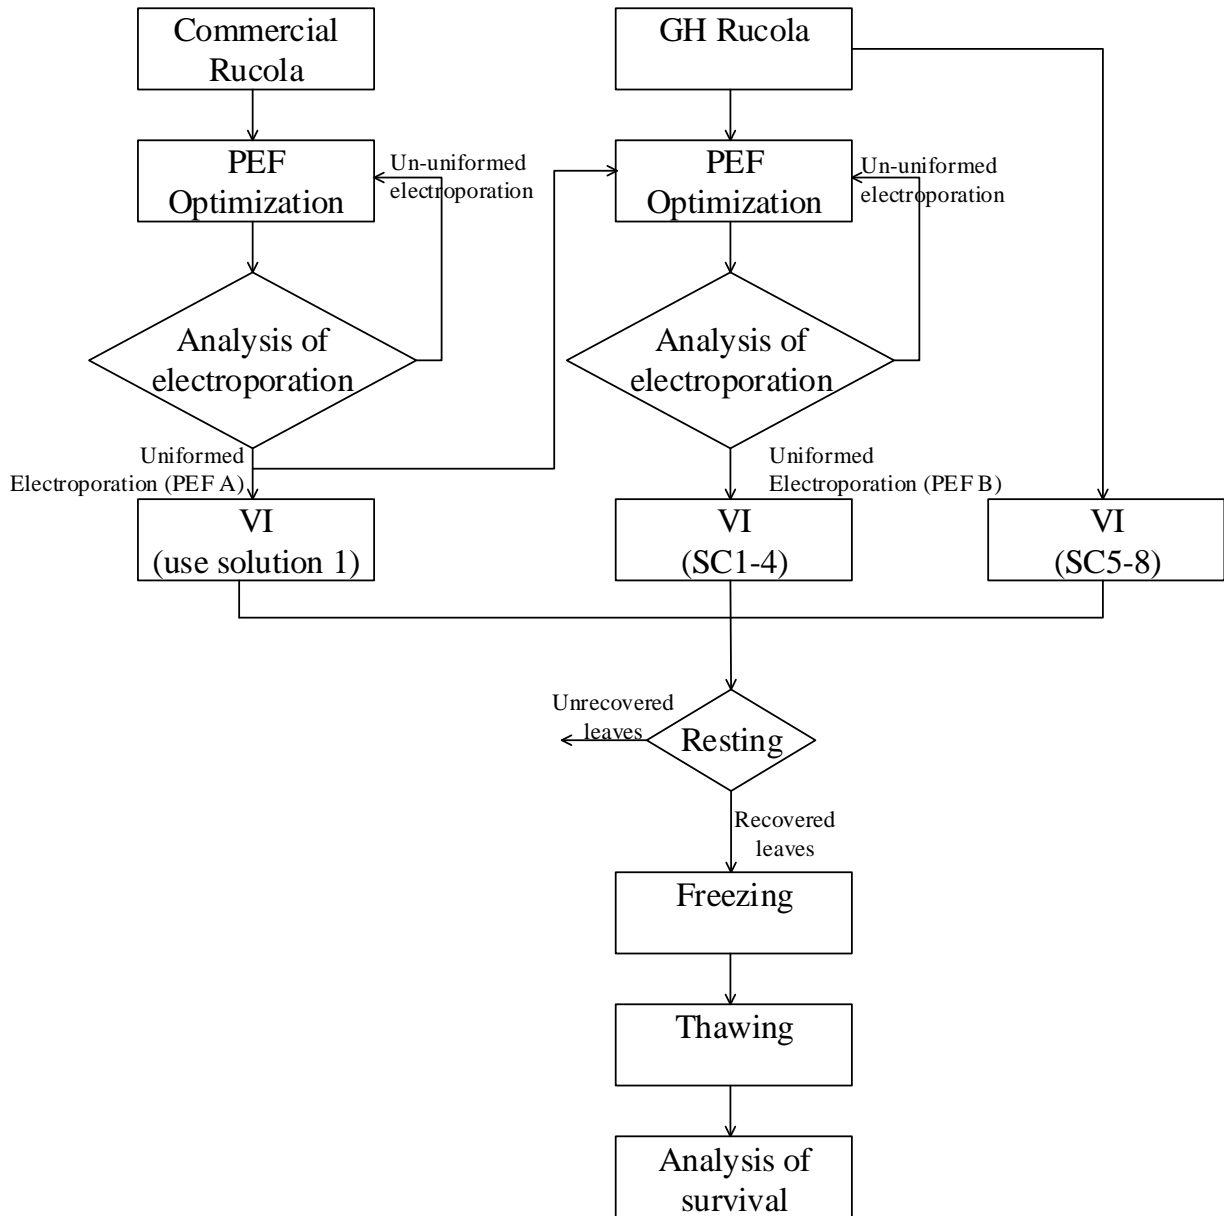 Commercial
Rucola
GH Rucola
PEF
Optimization
Un-uniformed
electroporation
PEF
Optimization
Un-uniformed
electroporation
Analysis of
electroporation
Analysis of
electroporation
Uniformed
Electroporation (PEF A)
Uniformed
Electroporation (PEF B)
VI
(use solution 1)
VI
(SC1-4)
VI
(SC5-8)
Unrecovered
leaves
Resting
Recovered
leaves
Freezing
Thawing
Analysis of
survival